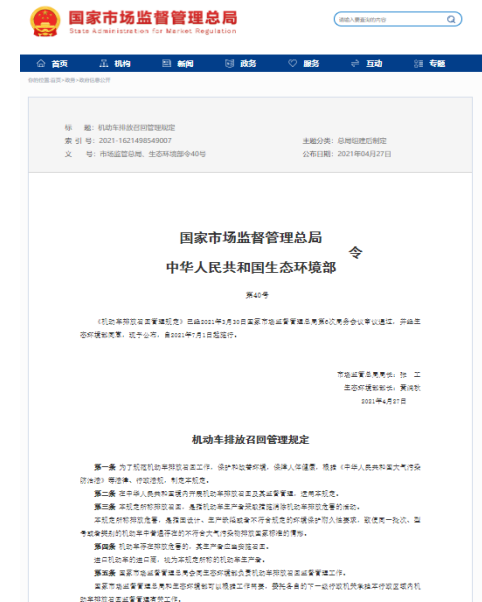 国家市场监督管理总局
State Administration for Market Regulation
请输入要查询的内容
首页 机构 新闻 政务 服务 互动 专题
你的位置:首页>政务>政府信息公开
标 题：机动车排放召回管理规定
索 引 号：2021-1621498549007 主题分类：总局组建后制定
文 号：市场监管总局、生态环境部令40号 公布日期：2021年04月27日
国家市场监督管理总局
令
中华人民共和国生态环境部
第40号
《机动车排放召回管理规定》已经2021年3月30日国家市场监督管理总局第6次局务会议审议通过，并经生
态环境部同意，现予公布，自2021年7月1日起施行。
市场监管总局局长：张 工
生态环境部部长：黄润秋
2021年4月27日
机动车排放召回管理规定
第一条 为了规范机动车排放召回工作，保护和改善环境，保障人体健康，根据《中华人民共和国大气污染
防治法》等法律、行政法规，制定本规定。
第二条 在中华人民共和国境内开展机动车排放召回及其监督管理，适用本规定。
第三条 本规定所称排放召回，是指机动车生产者采取措施消除机动车排放危害的活动。
本规定所称排放危害，是指因设计、生产缺陷或者不符合规定的环境保护耐久性要求，致使同一批次、型
号或者类别的机动车中普遍存在的不符合大气污染物排放国家标准的情形。
第四条 机动车存在排放危害的，其生产者应当实施召回。
进口机动车的进口商，视为本规定所称的机动车生产者。
第五条 国家市场监督管理总局会同生态环境部负责机动车排放召回监督管理工作。
国家市场监督管理总局和生态环境部可以根据工作需要，委托各自的下一级行政机关承担本行政区域内机
动车排放召回监督管理有关工作。